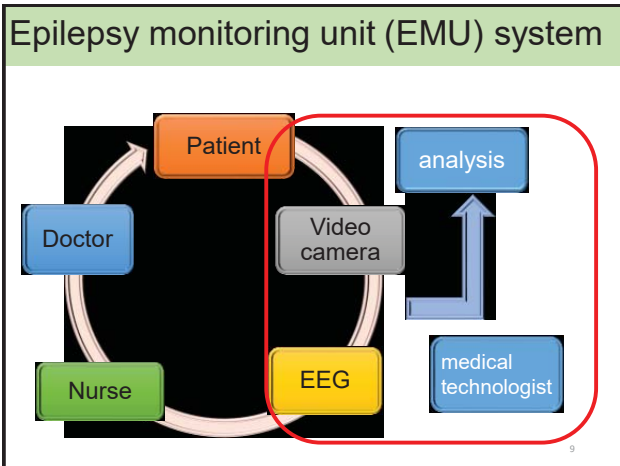 Epilepsy monitoring unit (EMU) system
Patient
analysis
Doctor
Video
camera
Nurse
EEG
medical
technologist
9